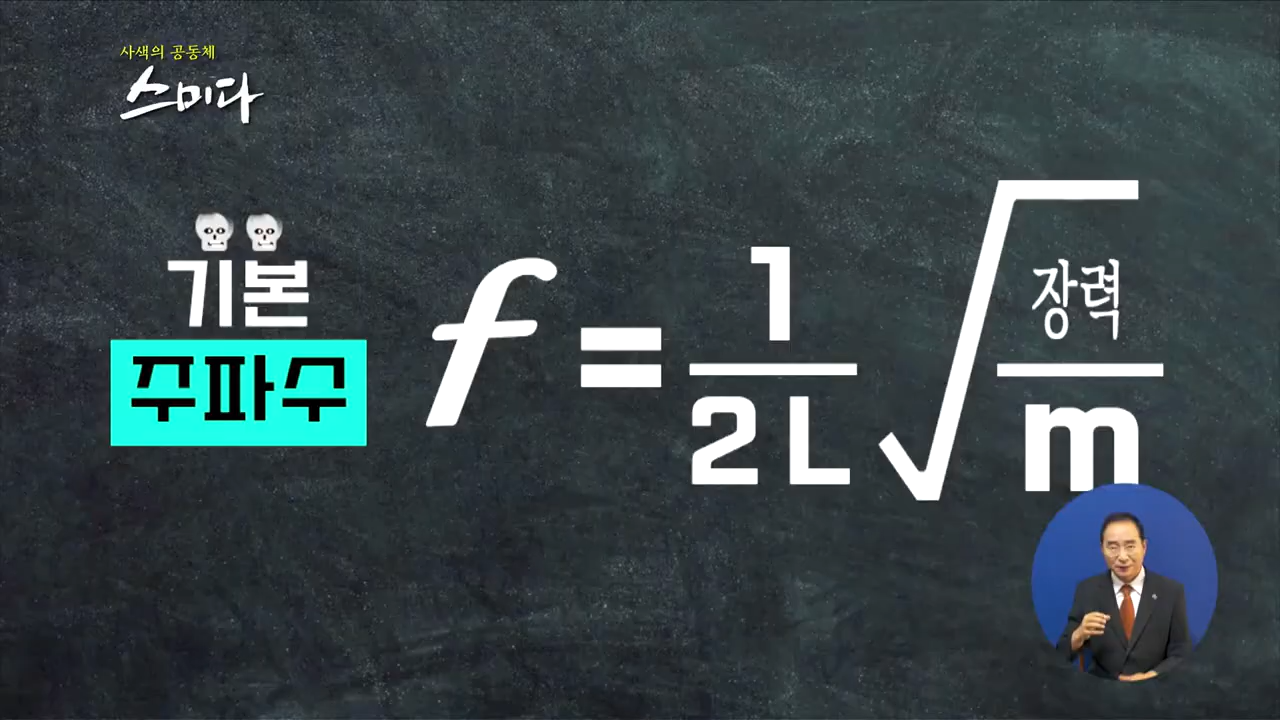 사색의 공동체
스미다
기본
주파수
f = 1/2L √장력/m